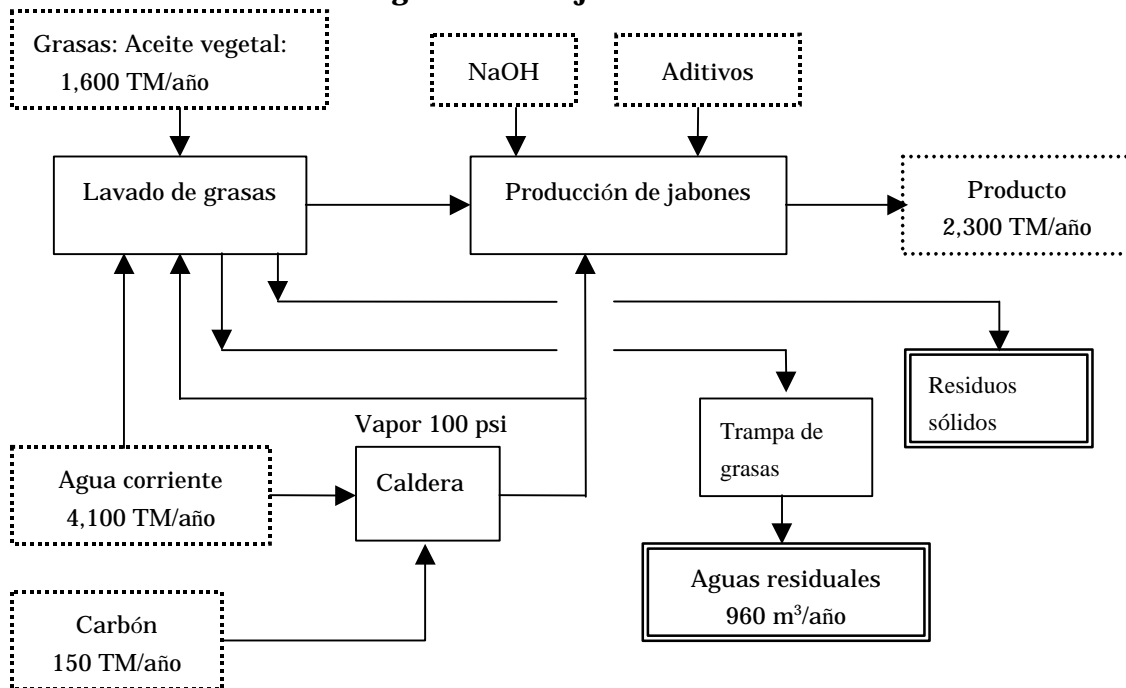 Grasas: Aceite vegetal:
1,600 TM/año
NaOH
Aditivos
Lavado de grasas
Producción de jabones
Producto
2,300 TM/año
Residuos
sólidos
Vapor 100 psi
Trampa de
grasas
Agua corriente
4,100 TM/año
Caldera
Aguas residuales
960 m³/año
Carbón
150 TM/año